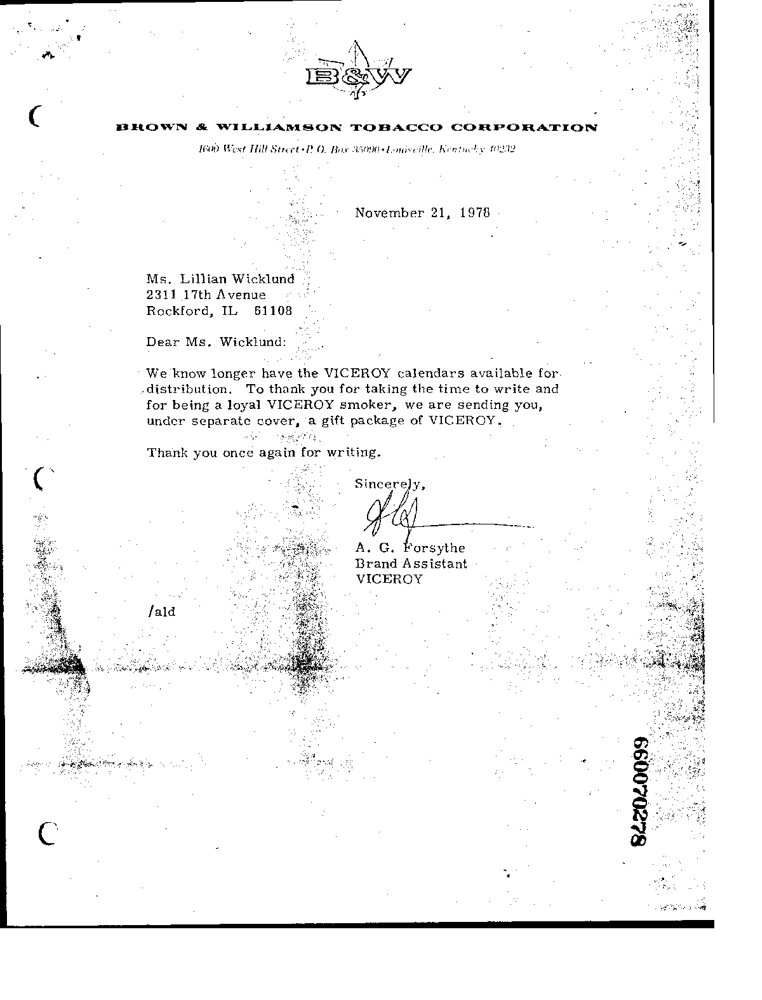 B&W
BROWN & WILLIAMSON TOBACCO CORPORATION
1600 West Hill Street • P. O. Box 35090 • Louisville, Kentucky 40232
November 21, 1978
Ms. Lillian Wicklund
2311 17th Avenue
Rockford, IL 61108
Dear Ms. Wicklund:
We know longer have the VICEROY calendars available for
distribution. To thank you for taking the time to write and
for being a loyal VICEROY smoker, we are sending you,
under separate cover, a gift package of VICEROY.
Thank you once again for writing.
Sincerely,
A. G. Forsythe
Brand Assistant
VICEROY
/ald
660070278